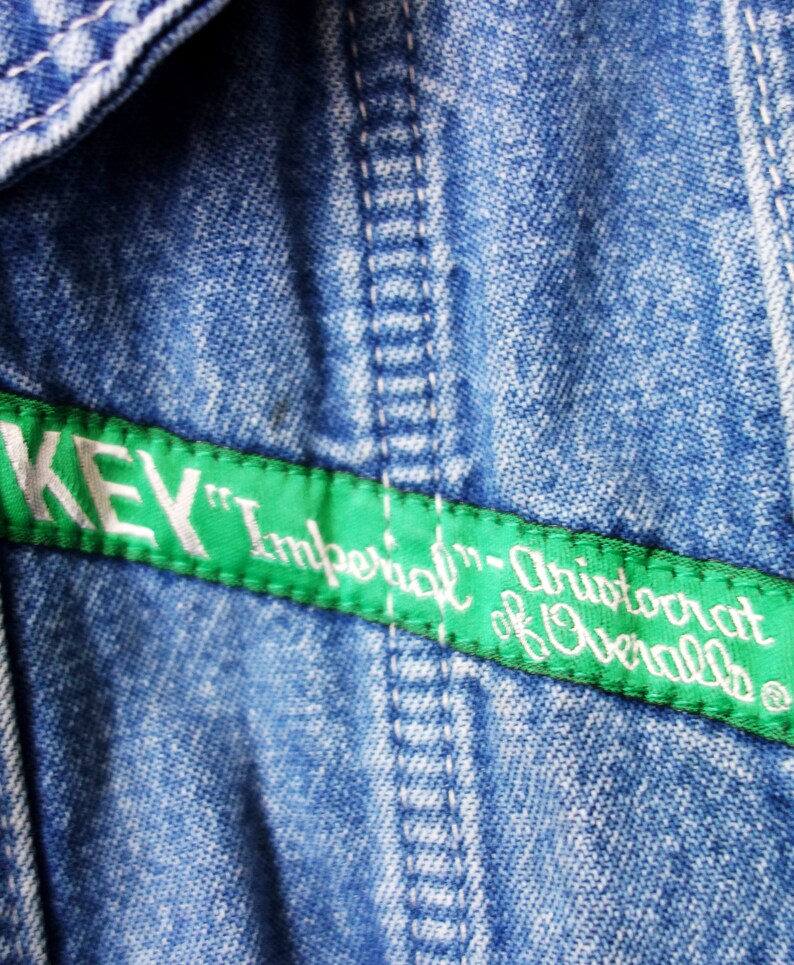 KEY "Imperial" - Aristocrat
of Overalls ®